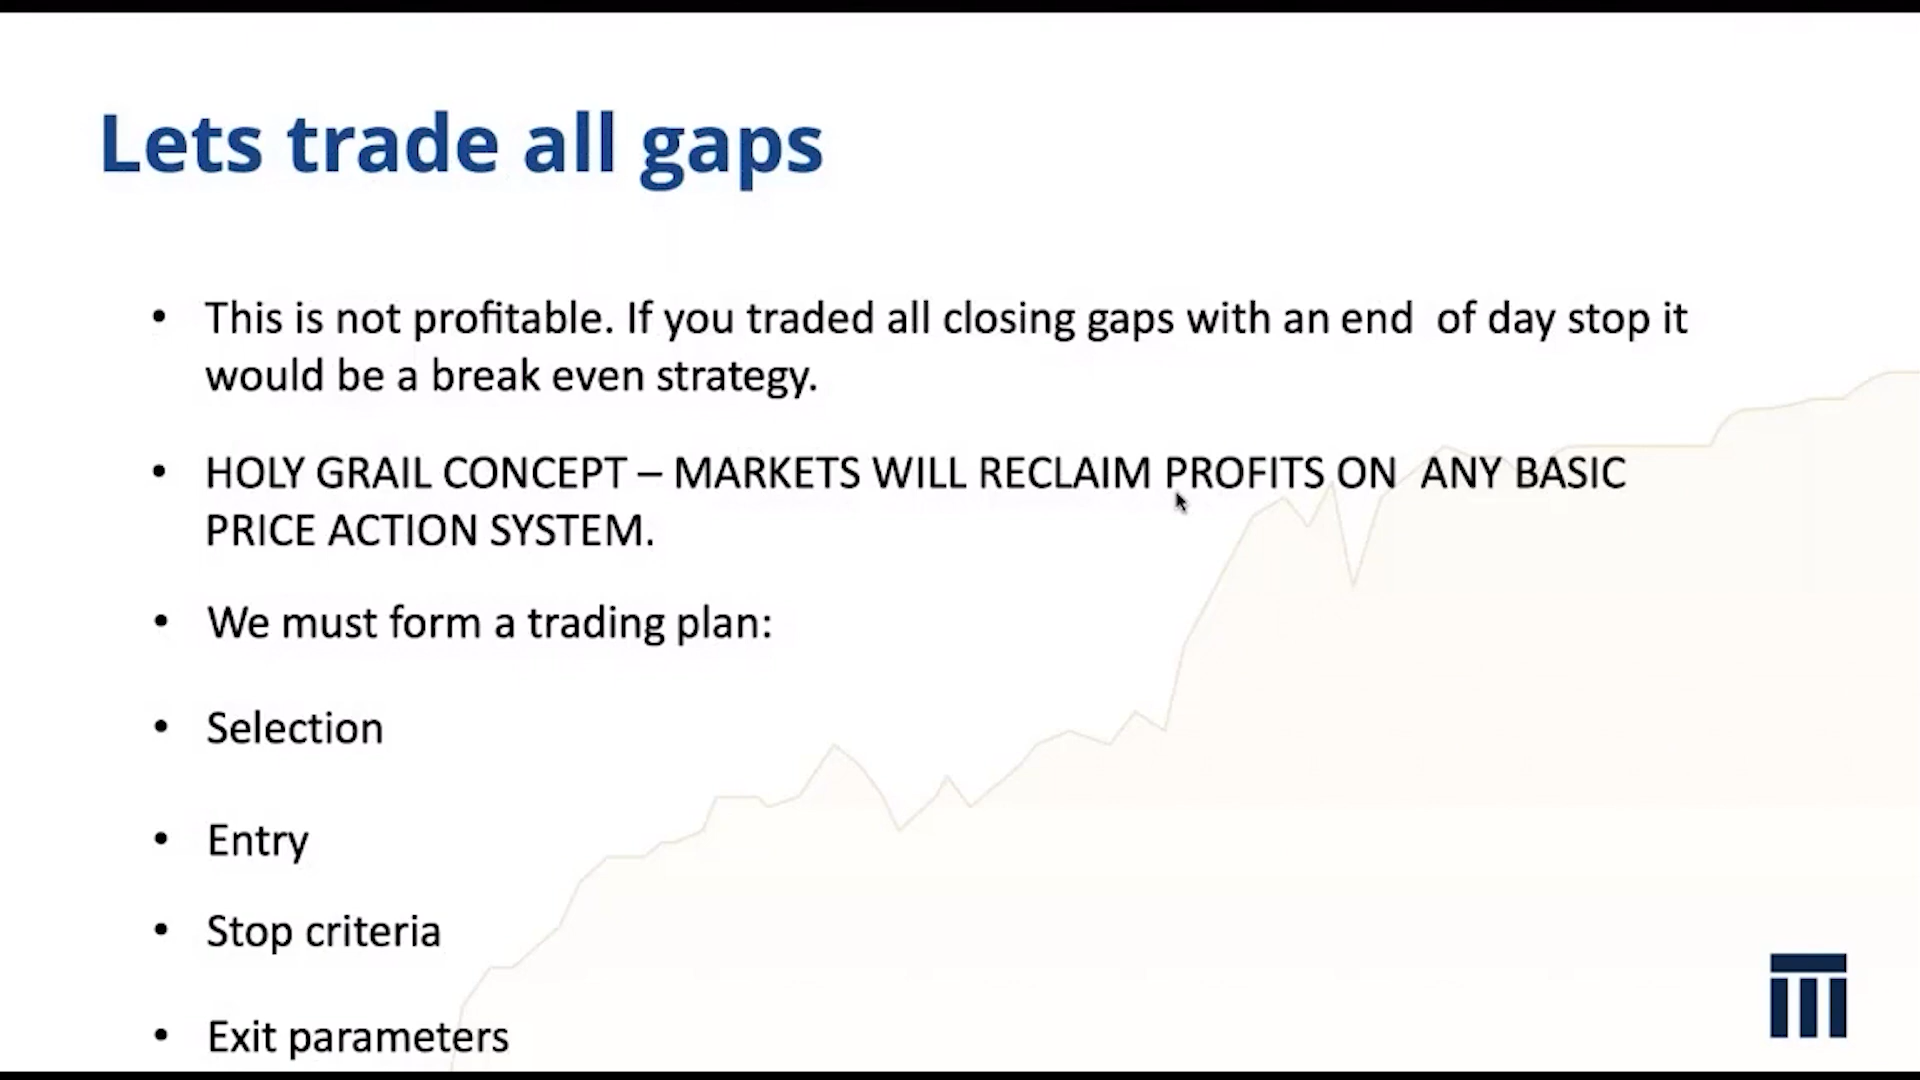 Lets trade all gaps
• This is not profitable. If you traded all closing gaps with an end  of day stop it
would be a break even strategy.
• HOLY GRAIL CONCEPT – MARKETS WILL RECLAIM PROFITS ON  ANY BASIC
PRICE ACTION SYSTEM.
• We must form a trading plan:
• Selection
• Entry
• Stop criteria
• Exit parameters